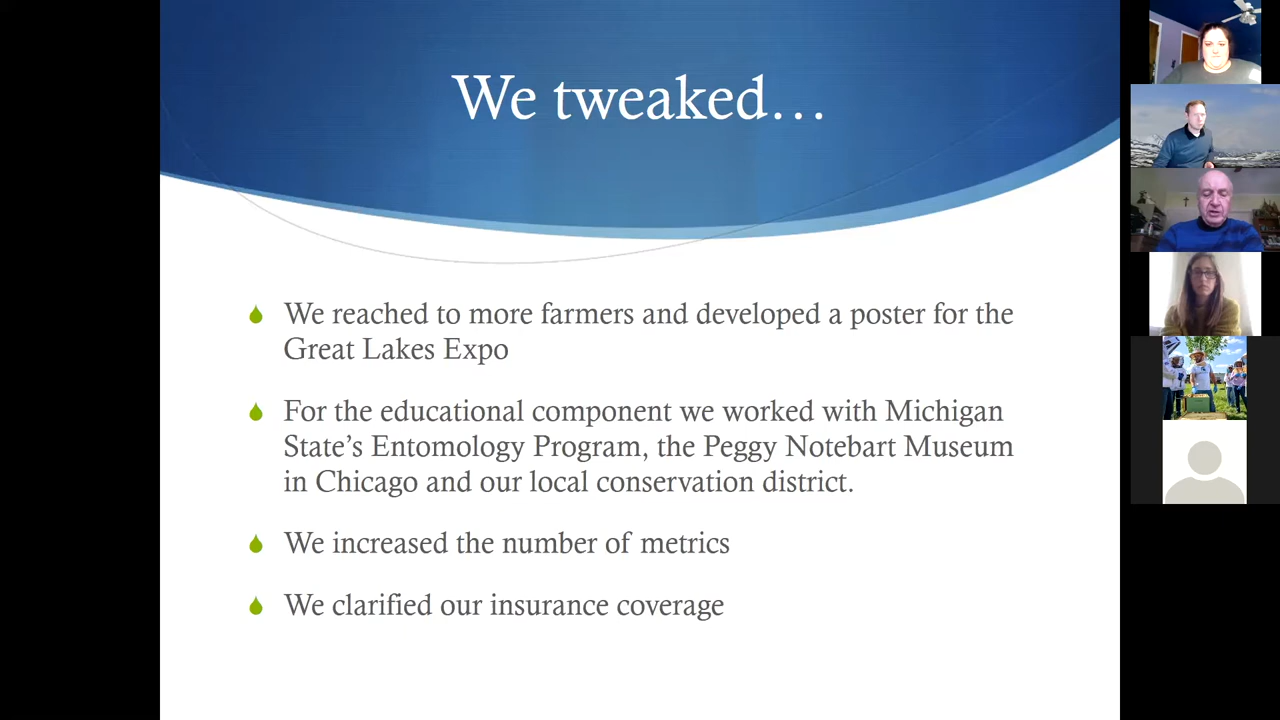 We tweaked…
We reached to more farmers and developed a poster for the
Great Lakes Expo
For the educational component we worked with Michigan
State’s Entomology Program, the Peggy Notebart Museum
in Chicago and our local conservation district.
We increased the number of metrics
We clarified our insurance coverage